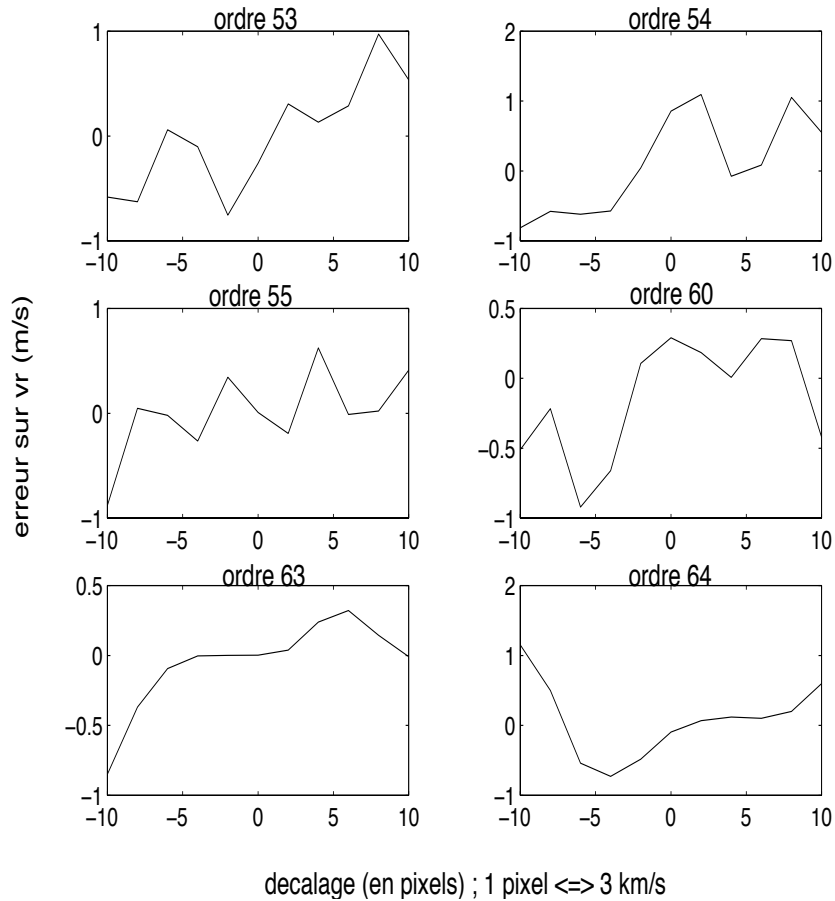 ordre 53
1
0
−1
−10 −5 0 5 10
ordre 54
2
1
0
−1
−10 −5 0 5 10
erreur sur vr (m/s)
ordre 55
1
0
−1
−10 −5 0 5 10
ordre 60
0.5
0
−0.5
−1
−10 −5 0 5 10
ordre 63
0.5
0
−0.5
−1
−10 −5 0 5 10
ordre 64
2
1
0
−1
−10 −5 0 5 10
decalage (en pixels) ; 1 pixel <=> 3 km/s